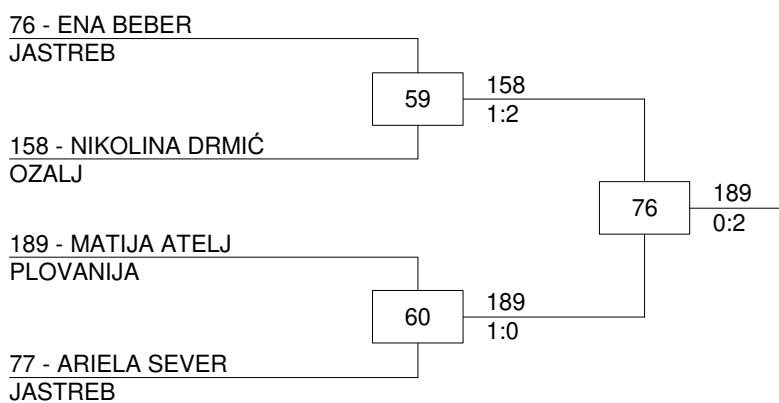 76 - ENA BEBER
JASTREB
59
158
1:2
158 - NIKOLINA DRMIĆ
OZALJ
76
189
0:2
189 - MATIJA ATELJ
PLOVANIJA
60
189
1:0
77 - ARIELA SEVER
JASTREB